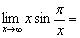 lim x→∞ x sin π/x =